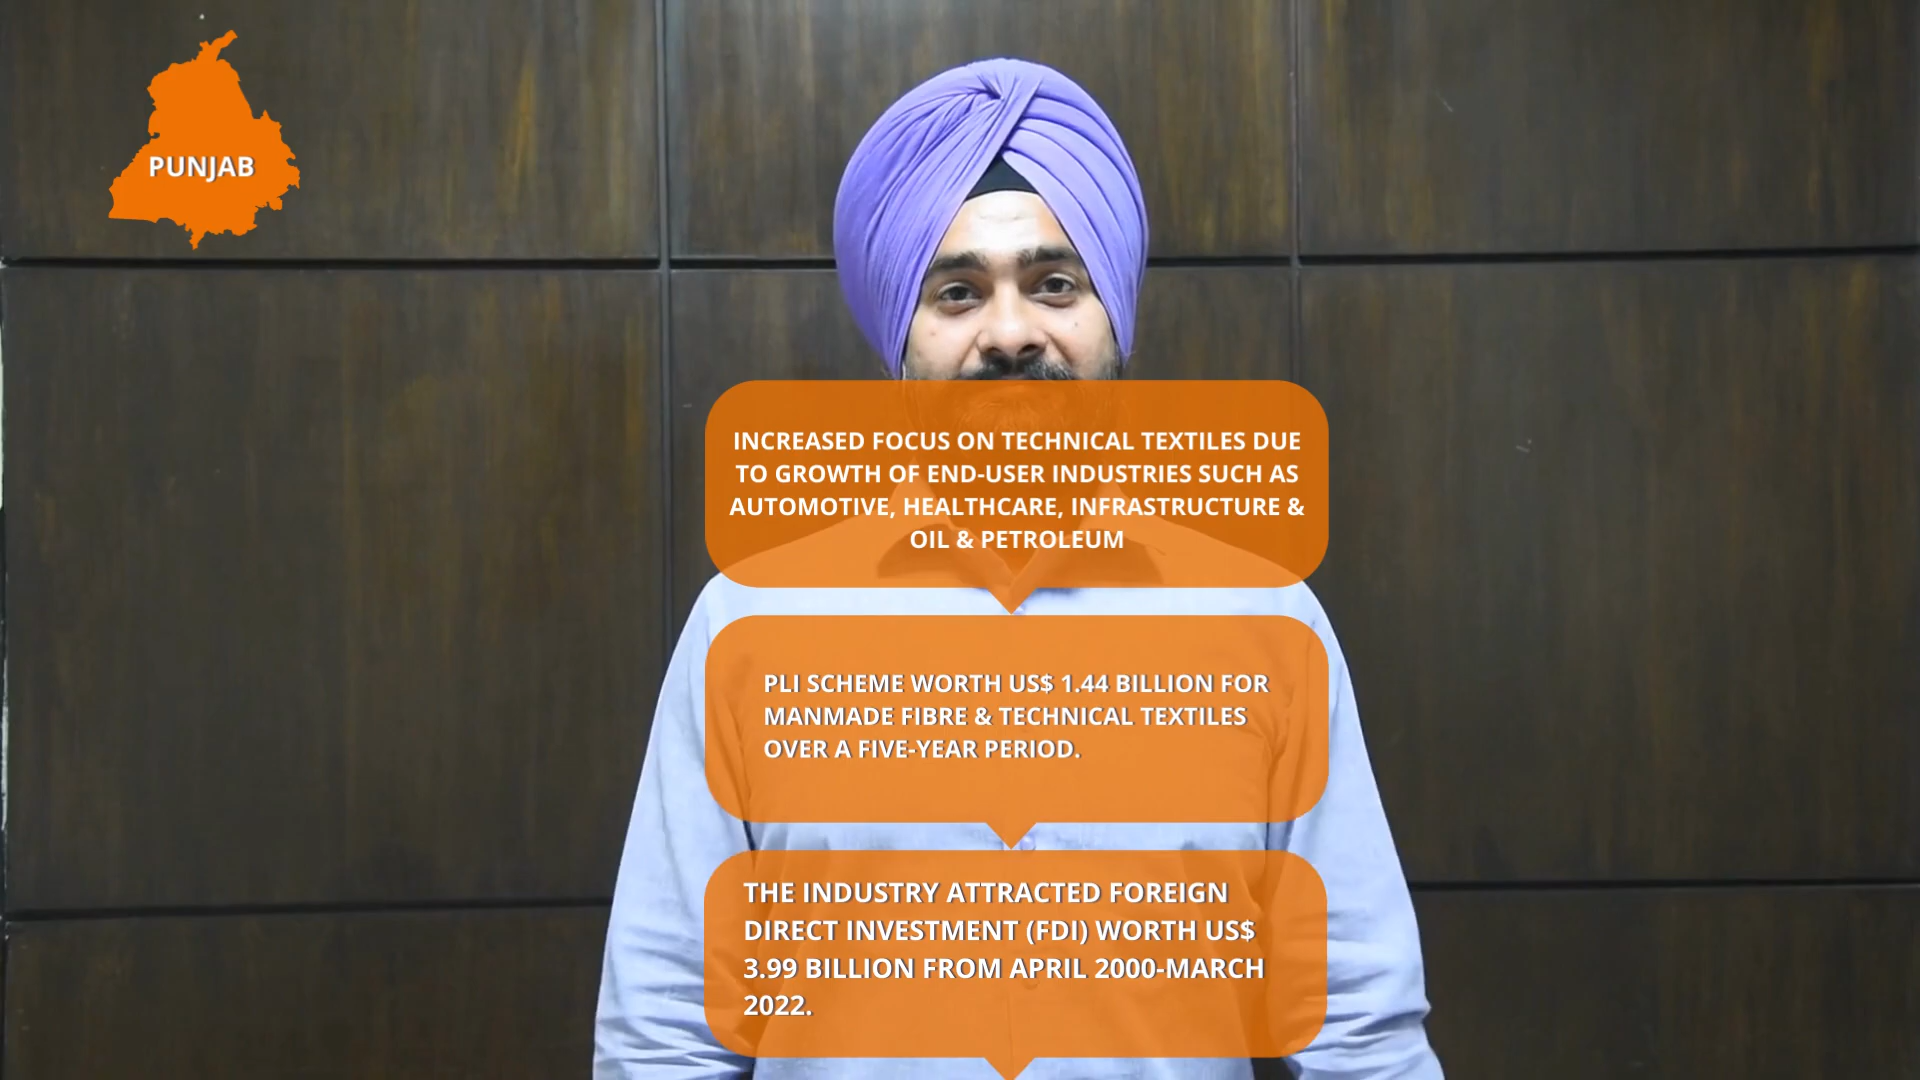 PUNJAB
INCREASED FOCUS ON TECHNICAL TEXTILES DUE
TO GROWTH OF END-USER INDUSTRIES SUCH AS
AUTOMOTIVE, HEALTHCARE, INFRASTRUCTURE &
OIL & PETROLEUM
PLI SCHEME WORTH US$ 1.44 BILLION FOR
MANMADE FIBRE & TECHNICAL TEXTILES
OVER A FIVE-YEAR PERIOD.
THE INDUSTRY ATTRACTED FOREIGN
DIRECT INVESTMENT (FDI) WORTH US$
3.99 BILLION FROM APRIL 2000-MARCH
2022.